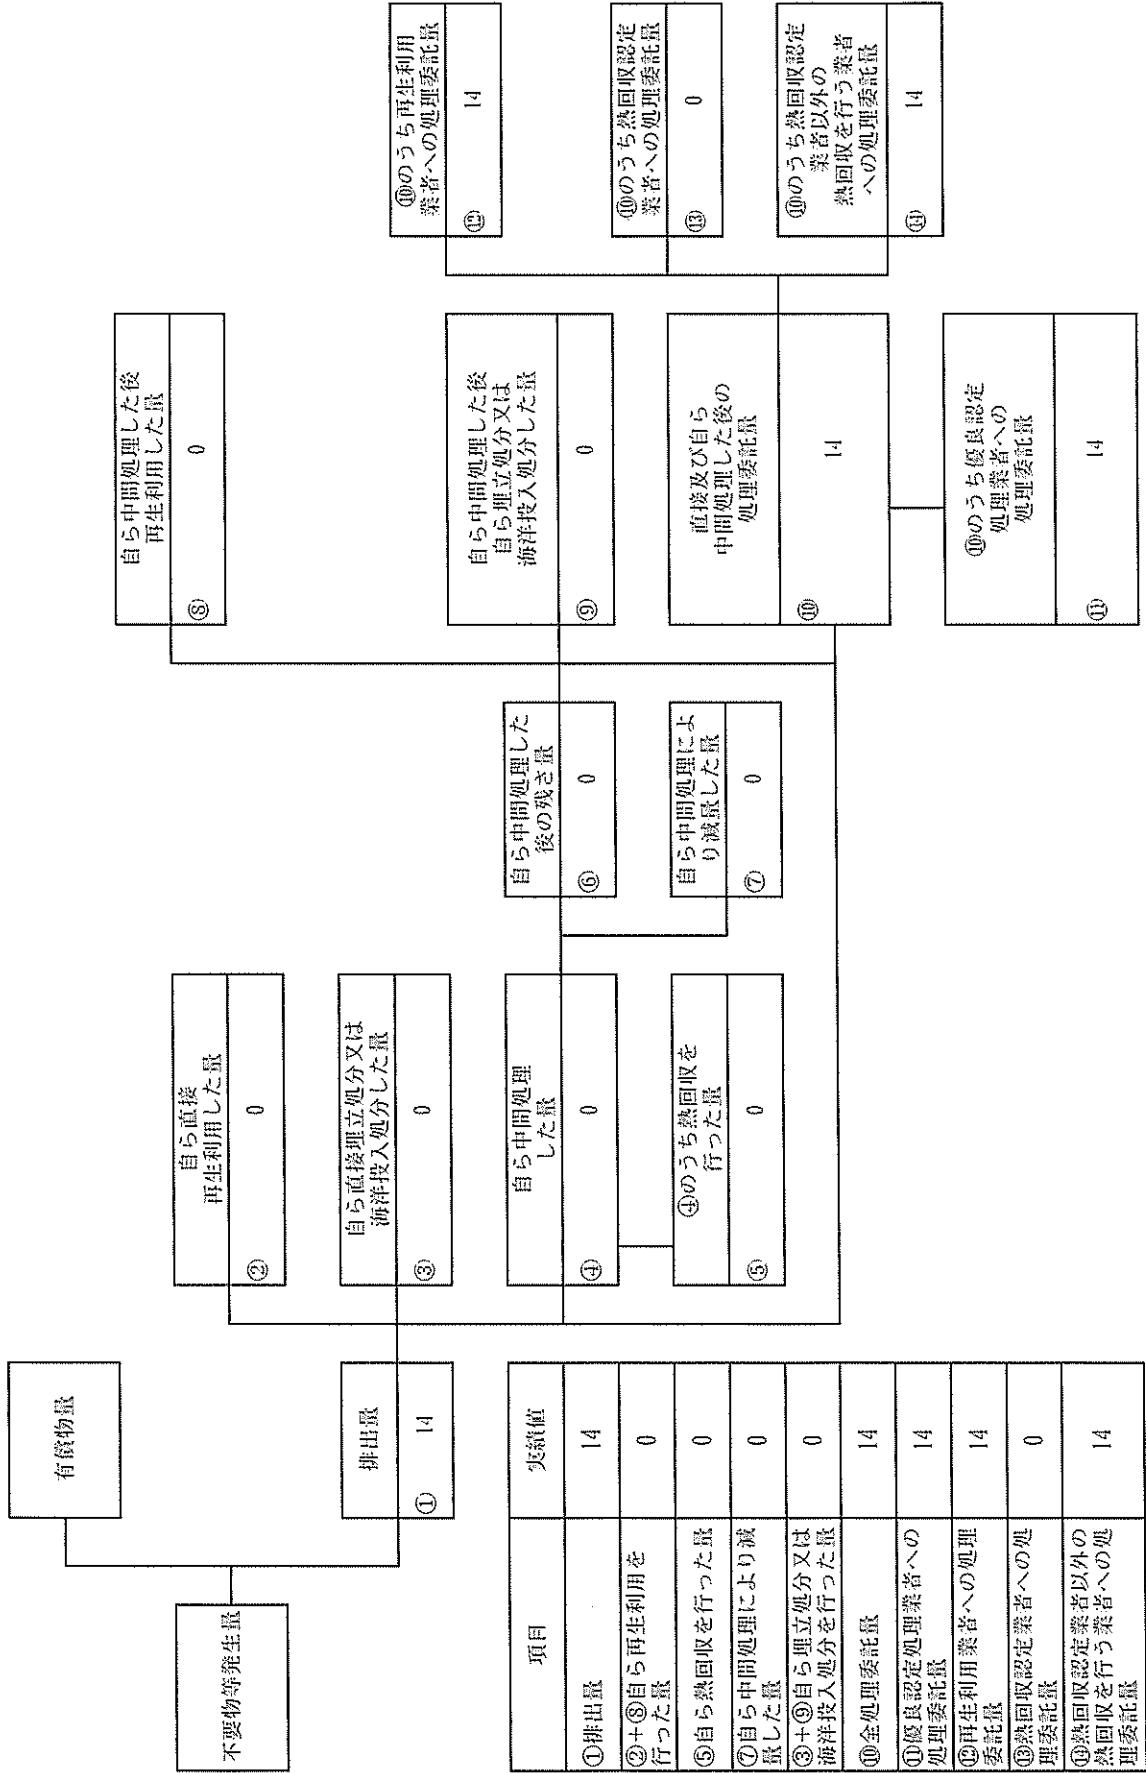 不要物等発生量
有償物量
排出量
① 14
自ら直接
再生利用した量
② 0
自ら直接埋立処分又は
海洋投入処分した量
③ 0
自ら中間処理
した量
④ 0
④のうち熱回収を
行った量
⑤ 0
自ら中間処理した
後の残さ量
⑥ 0
自ら中間処理によ
り減量した量
⑦ 0
自ら中間処理した後
再生利用した量
⑧ 0
自ら中間処理した後
自ら埋立処分又は
海洋投入処分した量
⑨ 0
直接及び自ら
中間処理した後の
処理委託量
⑩ 14
⑩のうち優良認定
処理業者への
処理委託量
⑪ 14
⑩のうち再生利用
業者への処理委託量
⑫ 14
⑩のうち熱回収認定
業者への処理委託量
⑬ 0
⑩のうち熱回収認定
業者以外の
熱回収を行う業者
への処理委託量
⑭ 14
項目 実績値
①排出量 14
②+⑧自ら再生利用を
行った量 0
⑤自ら熱回収を行った量 0
⑦自ら中間処理により減
量した量 0
③+⑨自ら埋立処分又は
海洋投入処分を行った量 0
⑩全処理委託量 14
⑪優良認定処理業者への
処理委託量 14
⑫再生利用業者への処理
委託量 14
⑬熱回収認定業者への処
理委託量 0
⑭熱回収認定業者以外の
熱回収を行う業者への処
理委託量 14